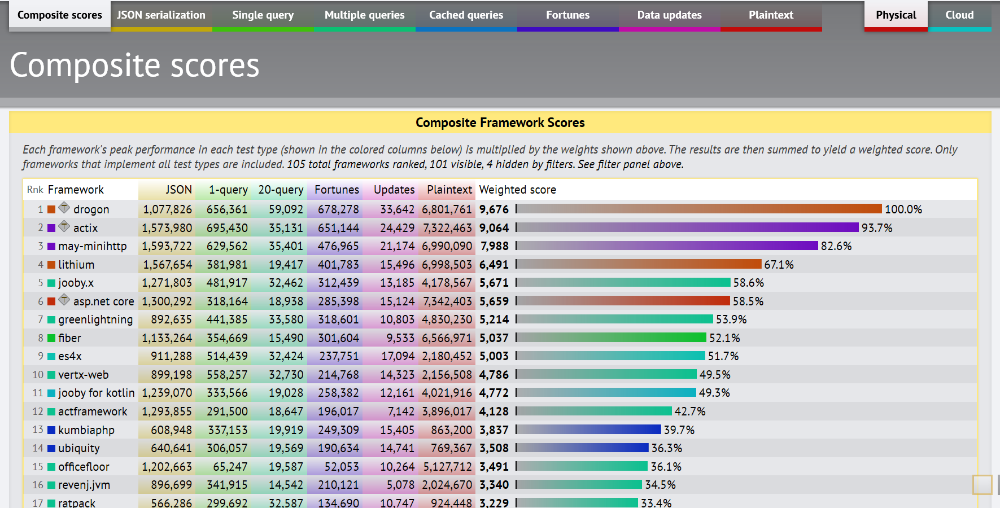 Composite scores JSON serialization Single query Multiple queries Cached queries Fortunes Data updates Plaintext Physical Cloud
Composite scores
Composite Framework Scores
Each framework's peak performance in each test type (shown in the colored columns below) is multiplied by the weights shown above. The results are then summed to yield a weighted score. Only
frameworks that implement all test types are included. 105 total frameworks ranked, 101 visible, 4 hidden by filters. See filter panel above.
Rnk Framework JSON 1-query 20-query Fortunes Updates Plaintext Weighted score
1 T drogon 1,077,826 656,361 59,092 678,278 33,642 6,801,761 9,676 100.0%
2 T actix 1,573,980 695,430 35,131 651,144 24,429 7,322,463 9,064 93.7%
3 may-minihttp 1,593,722 629,562 35,401 476,965 21,174 6,990,090 7,988 82.6%
4 lithium 1,567,654 381,981 19,417 401,783 15,496 6,998,503 6,491 67.1%
5 jooby.x 1,271,803 481,917 32,462 312,439 13,185 4,178,567 5,671 58.6%
6 T asp.net core 1,300,292 318,164 18,938 285,398 15,124 7,342,403 5,659 58.5%
7 greenlightning 892,635 441,385 33,580 318,601 10,803 4,830,230 5,214 53.9%
8 fiber 1,133,264 354,669 15,490 301,604 9,533 6,566,971 5,037 52.1%
9 es4x 911,288 514,439 32,424 237,751 17,094 2,180,452 5,003 51.7%
10 vertx-web 899,198 558,257 32,730 214,768 14,323 2,156,508 4,786 49.5%
11 jooby for kotlin 1,239,070 333,566 19,028 258,382 12,161 4,021,916 4,772 49.3%
12 actframework 1,293,855 291,500 18,647 196,017 7,142 3,896,017 4,128 42.7%
13 kumbiaphp 608,948 337,153 19,919 249,309 15,405 863,200 3,837 39.7%
14 ubiquity 640,641 306,057 19,569 190,634 14,741 769,367 3,508 36.3%
15 officefloor 1,202,663 65,247 19,587 52,053 10,264 5,127,712 3,491 36.1%
16 revenj.jvm 896,699 341,915 14,542 210,121 5,078 2,024,670 3,340 34.5%
17 ratpack 566,286 299,692 32,587 134,690 10,747 924,448 3,229 33.4%